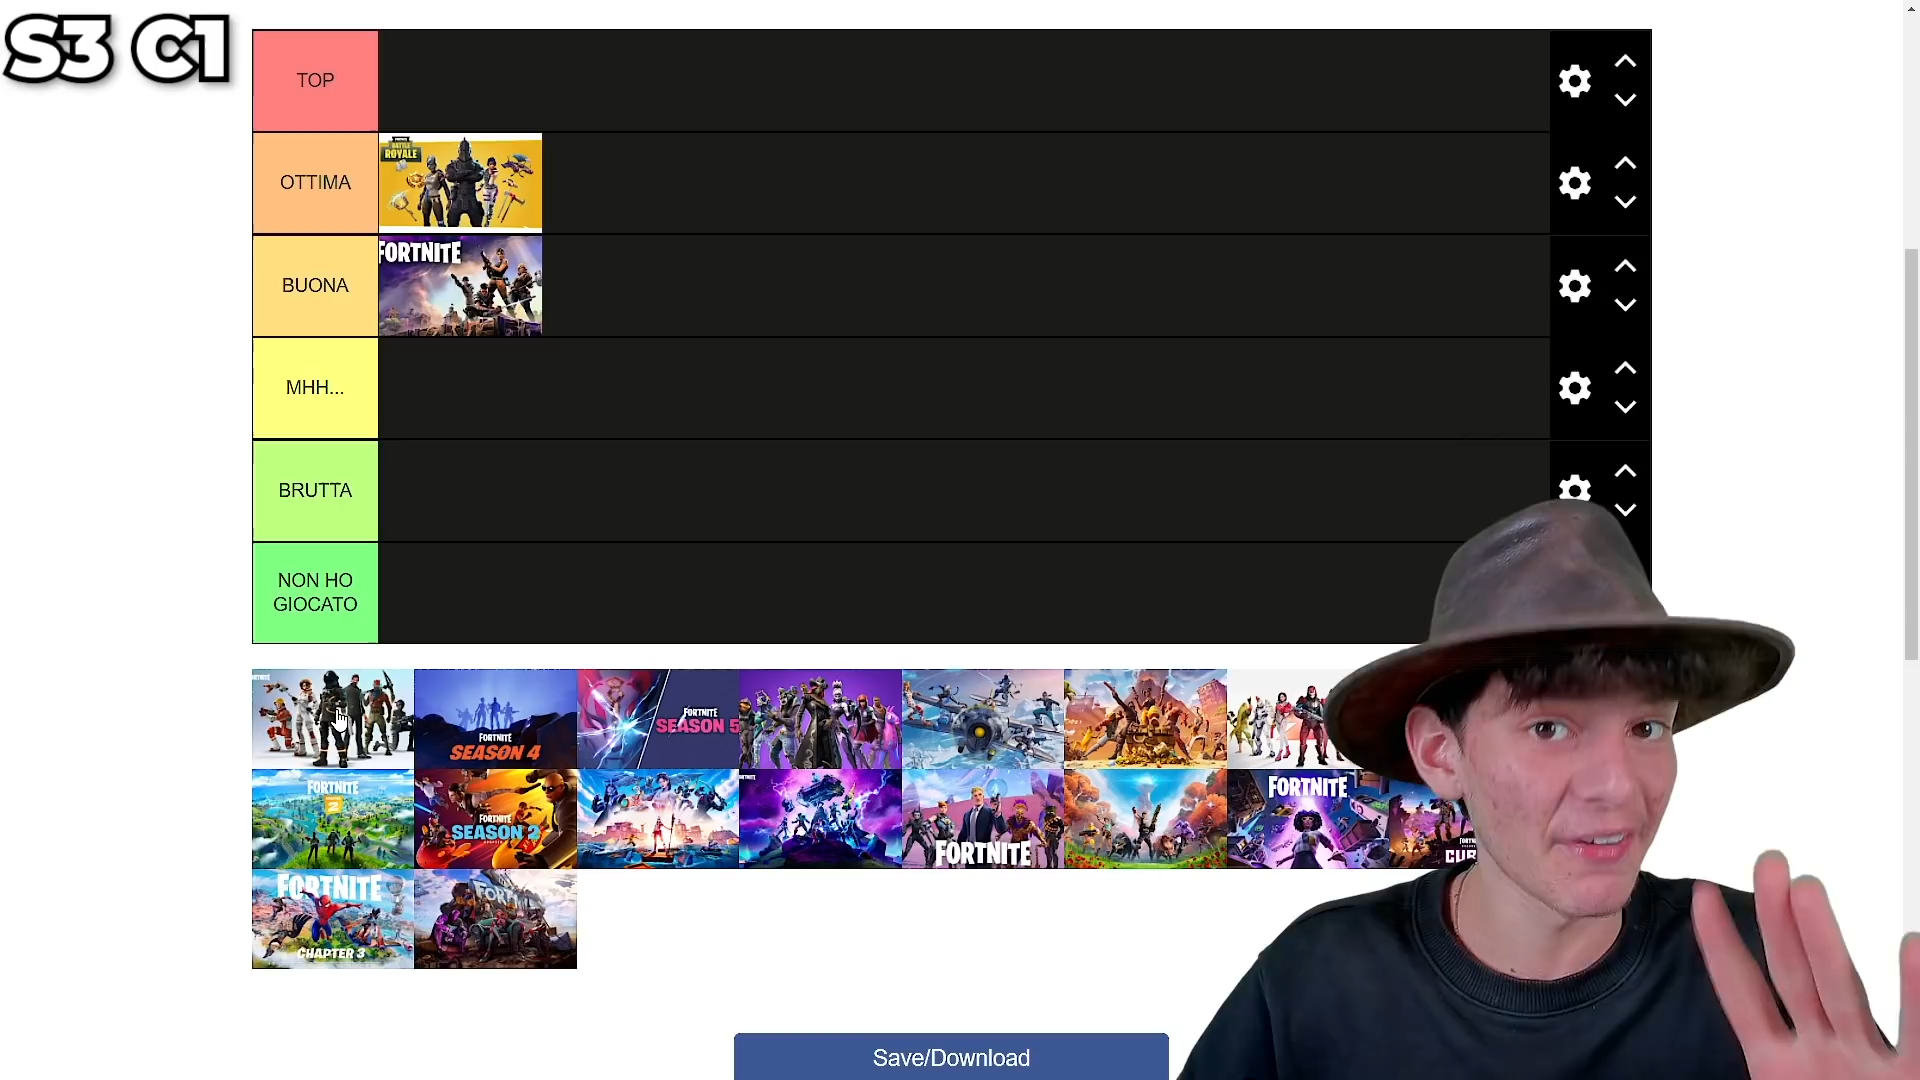 S3 C1
TOP
OTTIMA
BATTLE
ROYALE
BUONA
FORTNITE
MHH...
BRUTTA
NON HO
GIOCATO
FORTNITE
SEASON 4
FORTNITE
SEASON 5
FORTNITE
2
FORTNITE
SEASON 2
FORTNITE
FORTNITE
CUB
FORTNITE
CHAPTER 3
Save/Download